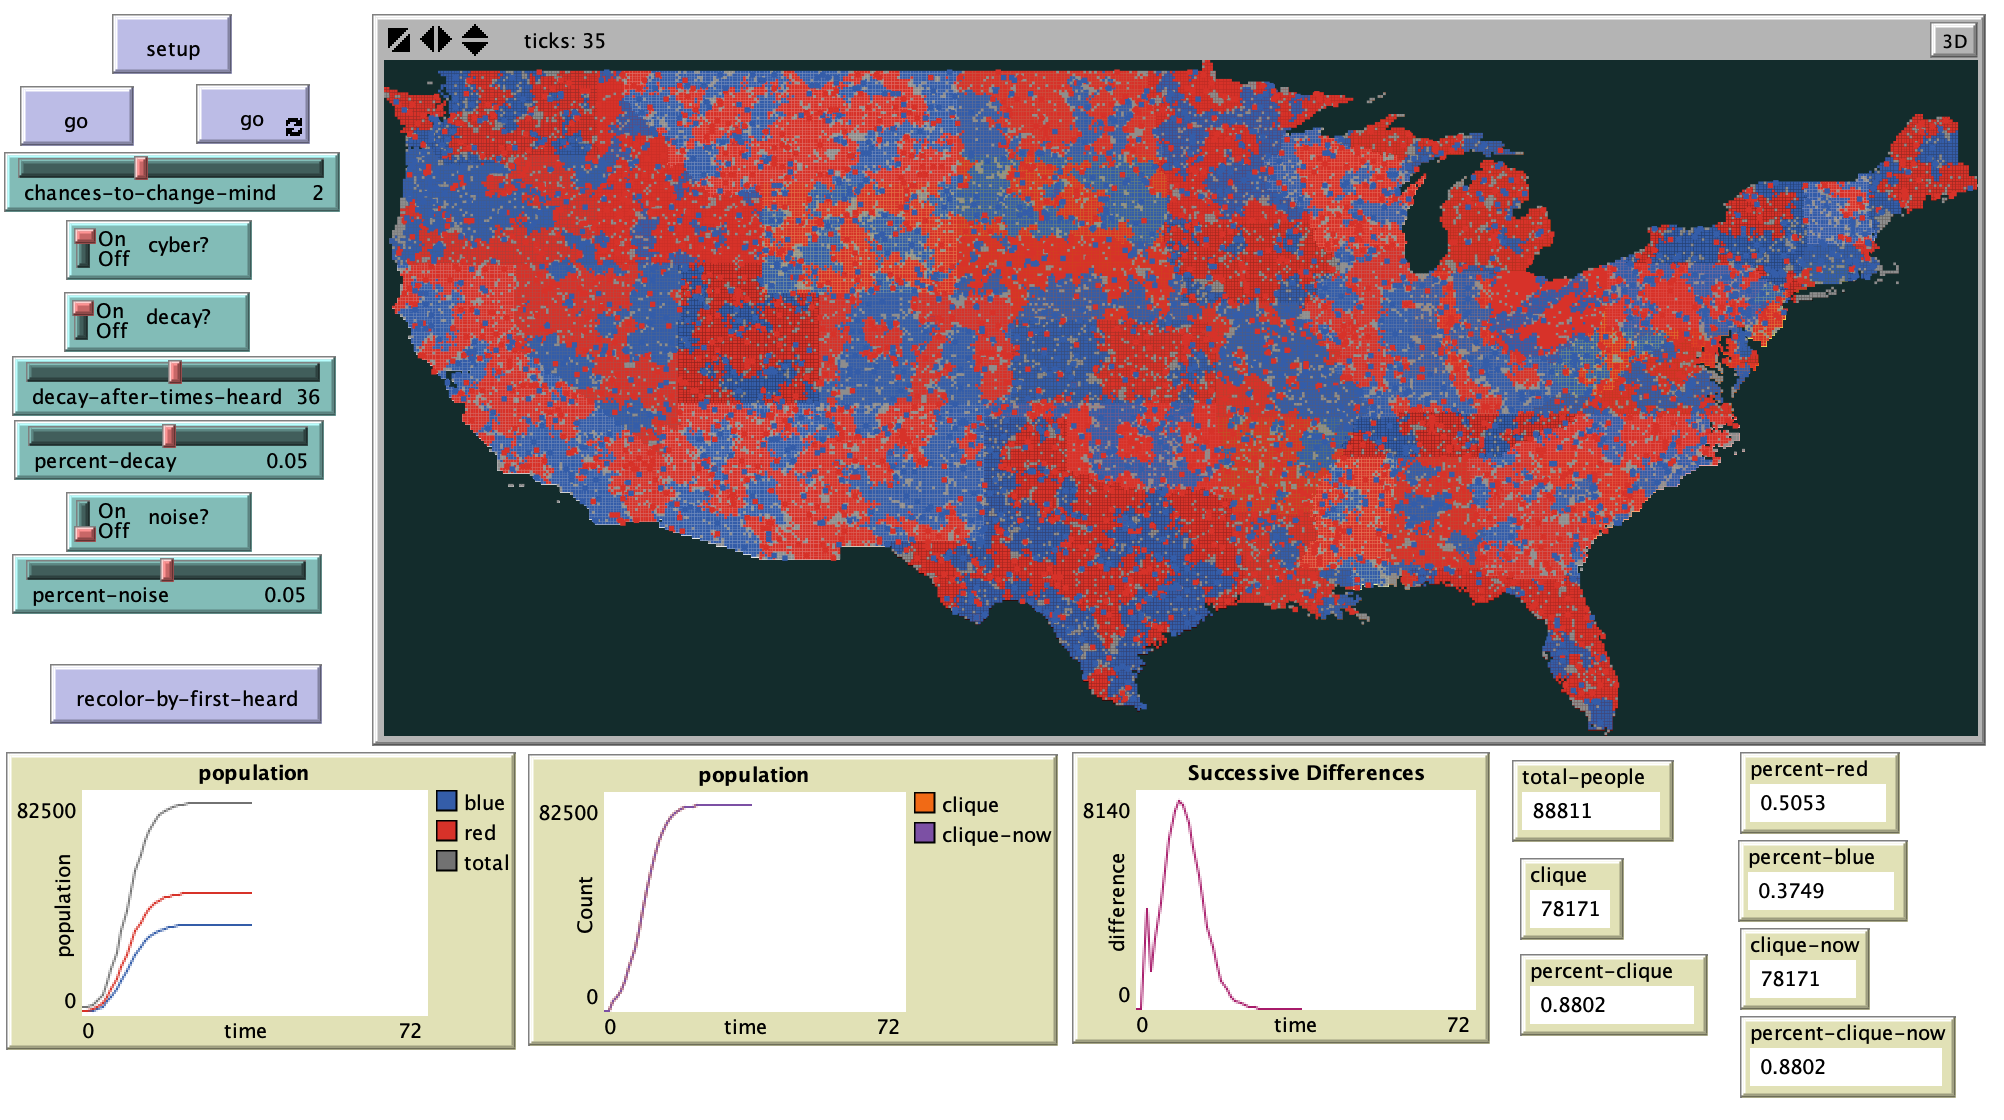 setup
go
go
chances-to-change-mind 2
On
Off
cyber?
On
Off
decay?
decay-after-times-heard 36
percent-decay 0.05
On
Off
noise?
percent-noise 0.05
recolor-by-first-heard
ticks: 35
3D
population
82500
population
0
0
time
72
blue
red
total
population
82500
Count
0
0
time
72
clique
clique-now
Successive Differences
8140
difference
0
0
time
72
total-people
88811
clique
78171
percent-clique
0.8802
percent-red
0.5053
percent-blue
0.3749
clique-now
78171
percent-clique-now
0.8802